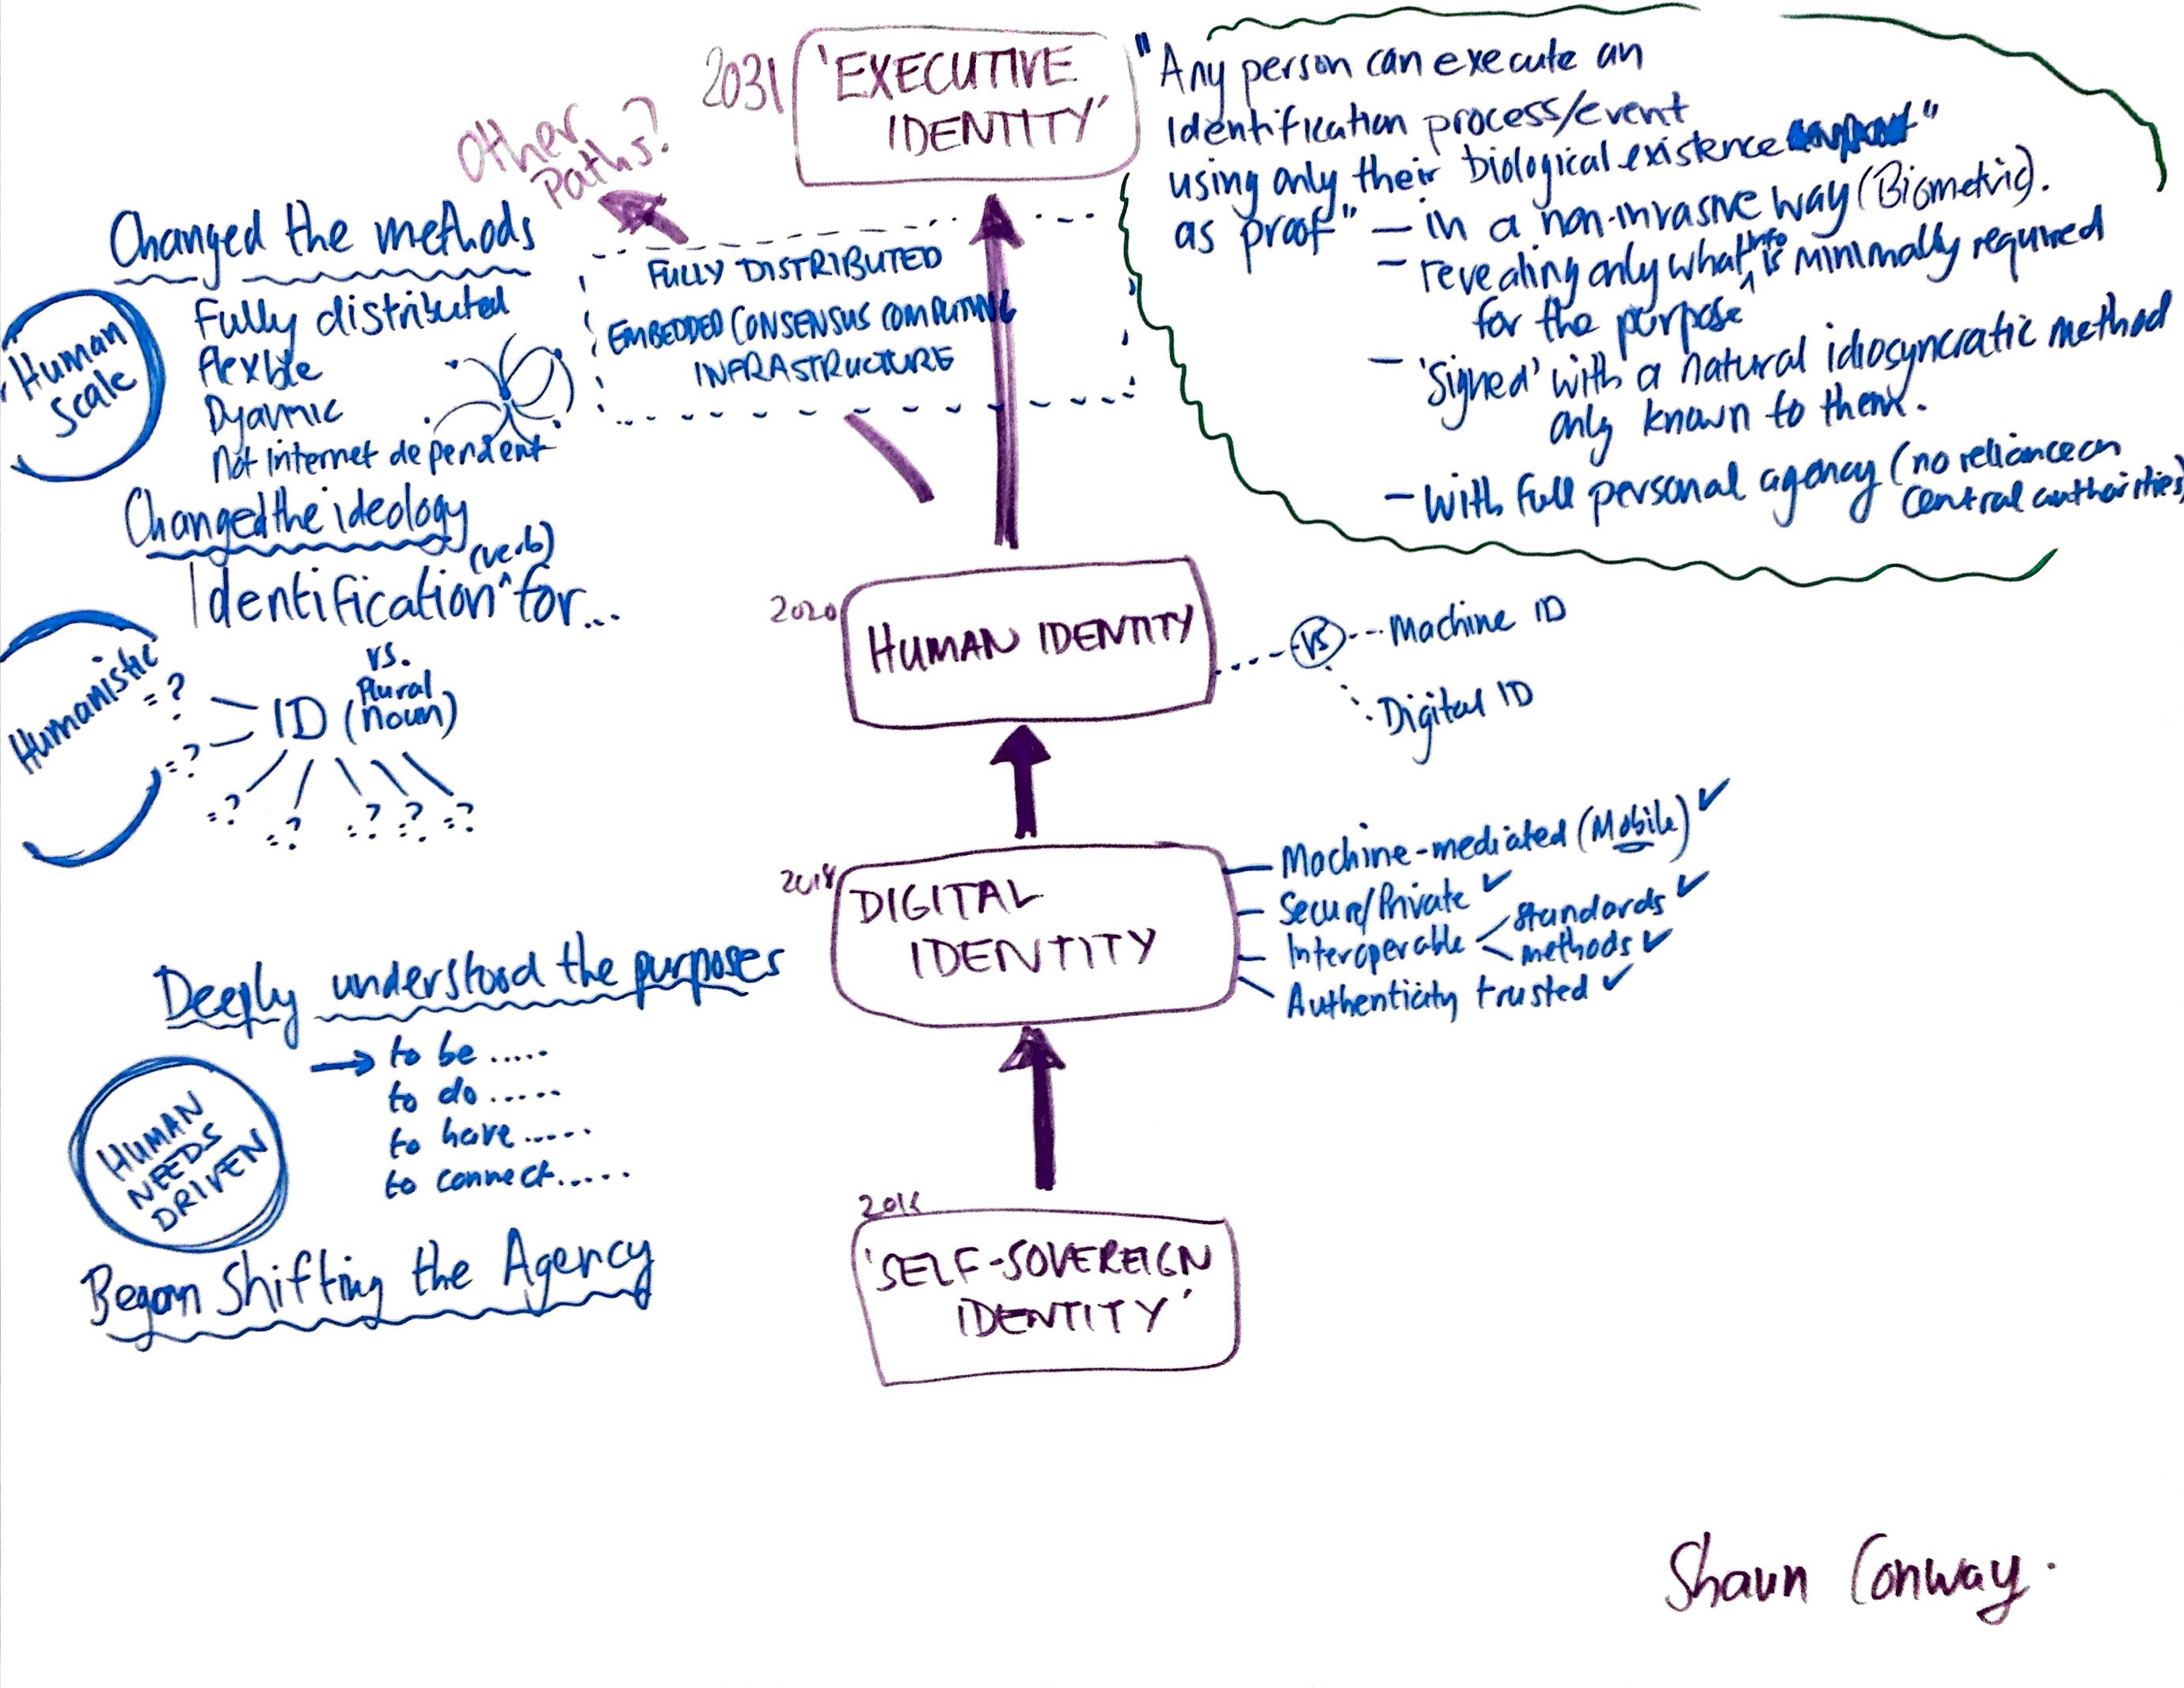 2031
'EXECUTIVE
IDENTITY'
"Any person can execute an
identification process/event
using only their biological existence "
as proof" – in a non-invasive way (Biometric).
– revealing only what info is minimally required
for the purpose
– 'Signed' with a natural idiosyncratic method
only known to them.
– with full personal agency (no reliance on
central authorities)
Other
paths?
FULLY DISTRIBUTED
EMBEDDED CONSENSUS COMPUTING
INFRASTRUCTURE
Changed the methods
Human
Scale
Fully distributed
flexble
Dyamic
Not internet dependent
Changed the ideology
(verb)
Identification ^ for...
Humanistic
vs.
ID (Plural
noun)
= ?
= ?
= ?
= ?
= ?
= ?
= ?
2020
HUMAN IDENTITY
VS
Machine ID
Digital ID
2018
DIGITAL
IDENTITY
Machine-mediated (Mobile) ✓
Secure/Private ✓
Interoperable < standards ✓
methods ✓
Authenticity trusted ✓
Deeply understood the purposes
HUMAN
NEEDS
DRIVEN
→ to be .....
to do ......
to have ......
to connect......
Began Shifting the Agency
'SELF-SOVEREIGN
IDENTITY'
Shaun Conway.